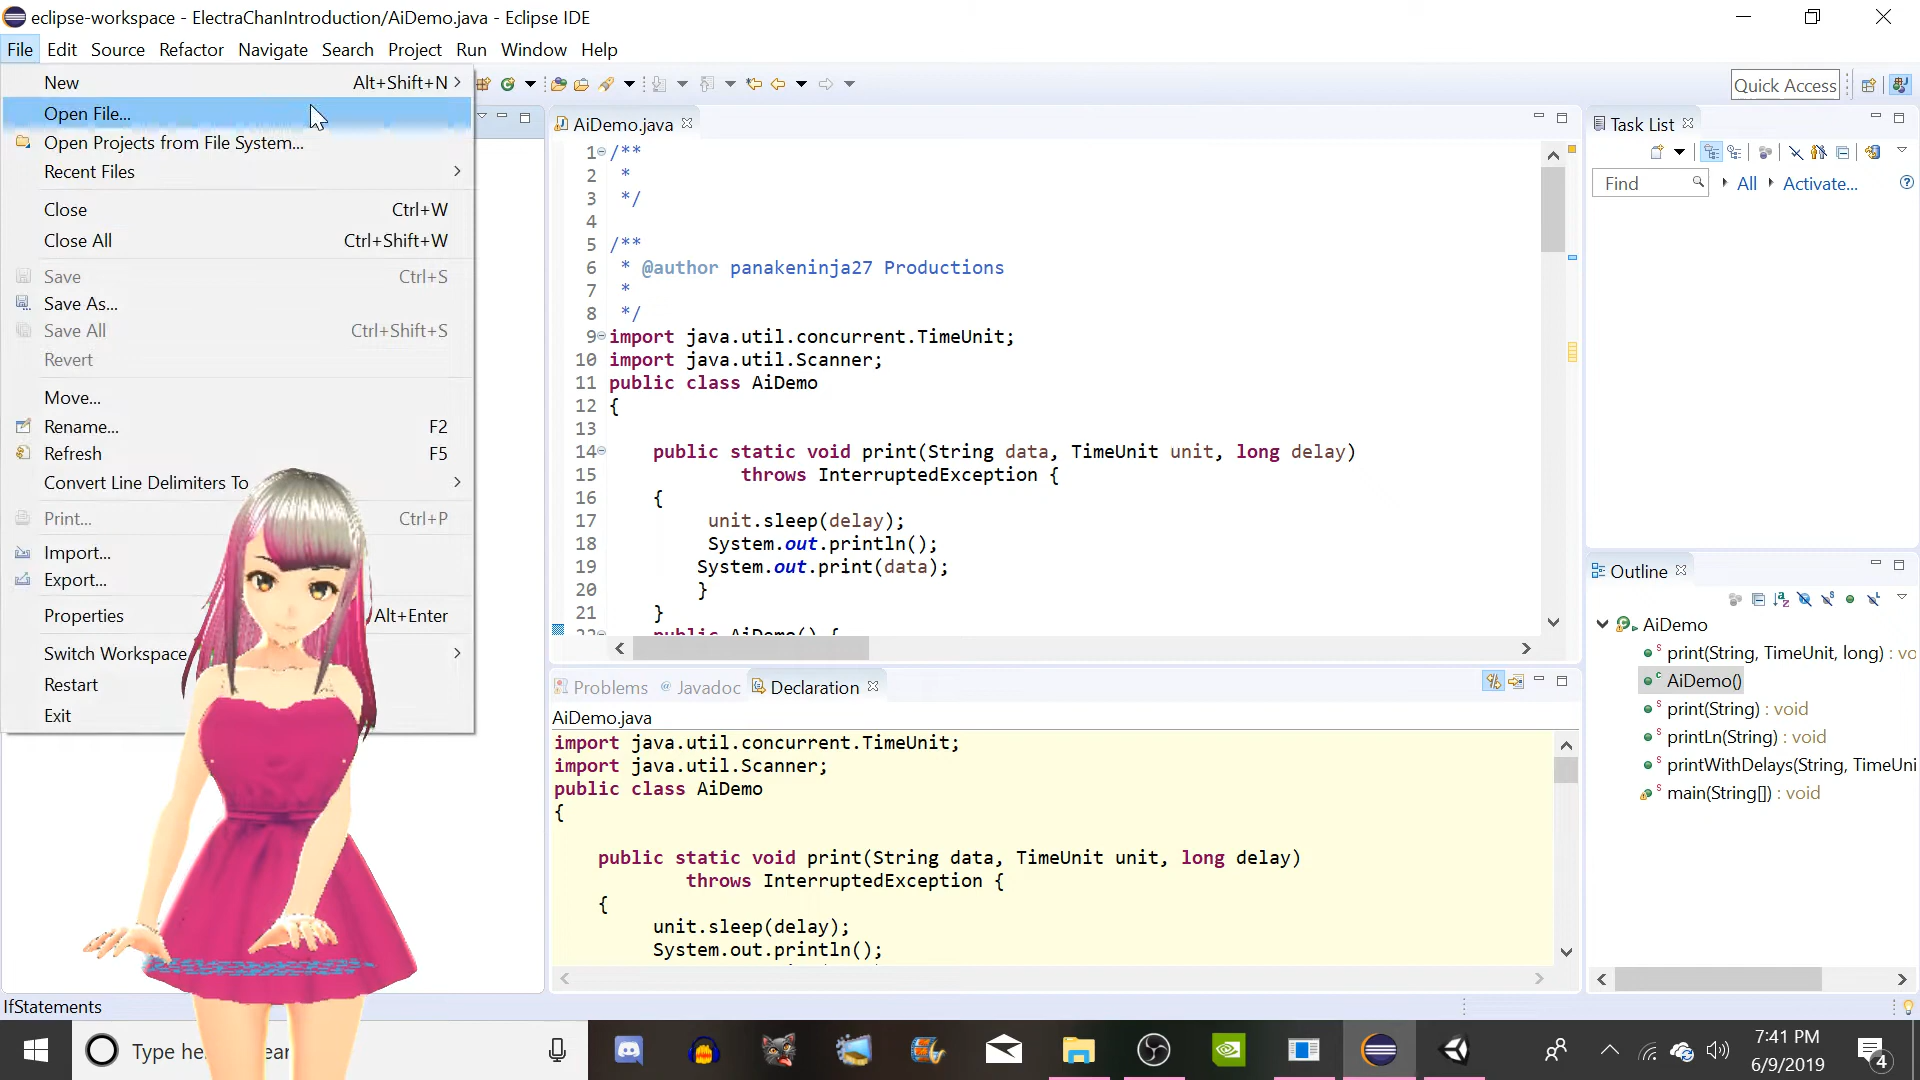 eclipse-workspace - ElectraChanIntroduction/AiDemo.java - Eclipse IDE
File Edit Source Refactor Navigate Search Project Run Window Help
New Alt+Shift+N
Open File...
Open Projects from File System...
Recent Files
Close Ctrl+W
Close All Ctrl+Shift+W
Save Ctrl+S
Save As...
Save All Ctrl+Shift+S
Revert
Move...
Rename... F2
Refresh F5
Convert Line Delimiters To
Print... Ctrl+P
Import...
Export...
Properties Alt+Enter
Switch Workspace
Restart
Exit
Quick Access
AiDemo.java
1 /**
2 *
3 */
4
5 /**
6 * @author panakeninja27 Productions
7 *
8 */
9 import java.util.concurrent.TimeUnit;
10 import java.util.Scanner;
11 public class AiDemo
12 {
13
14 public static void print(String data, TimeUnit unit, long delay)
15 throws InterruptedException {
16 {
17 unit.sleep(delay);
18 System.out.println();
19 System.out.print(data);
20 }
21 }
22 public AiDemo() {
Problems Javadoc Declaration
AiDemo.java
import java.util.concurrent.TimeUnit;
import java.util.Scanner;
public class AiDemo
{
public static void print(String data, TimeUnit unit, long delay)
throws InterruptedException {
{
unit.sleep(delay);
System.out.println();
Task List
Find All Activate...
Outline
AiDemo
print(String, TimeUnit, long) : vo
AiDemo()
print(String) : void
printLn(String) : void
printWithDelays(String, TimeUni
main(String[]) : void
IfStatements
Type he ear
7:41 PM
6/9/2019
4